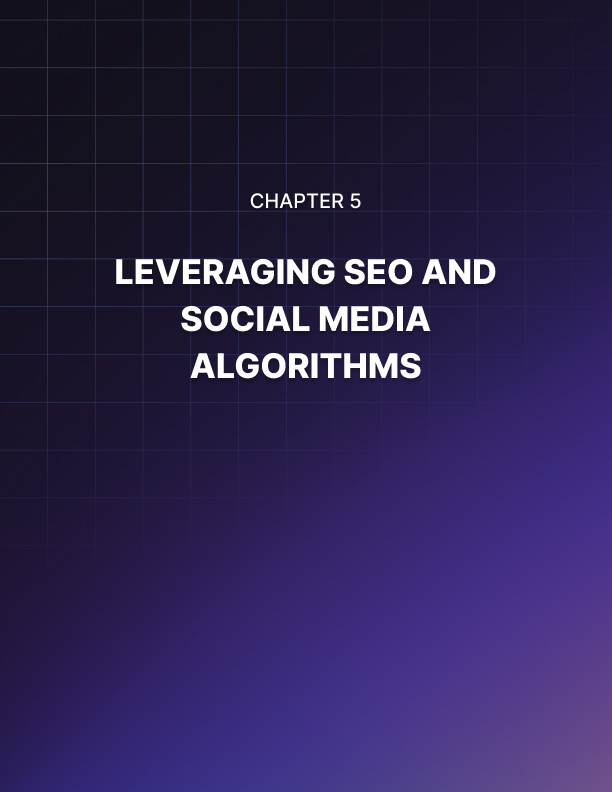 CHAPTER 5
LEVERAGING SEO AND
SOCIAL MEDIA
ALGORITHMS